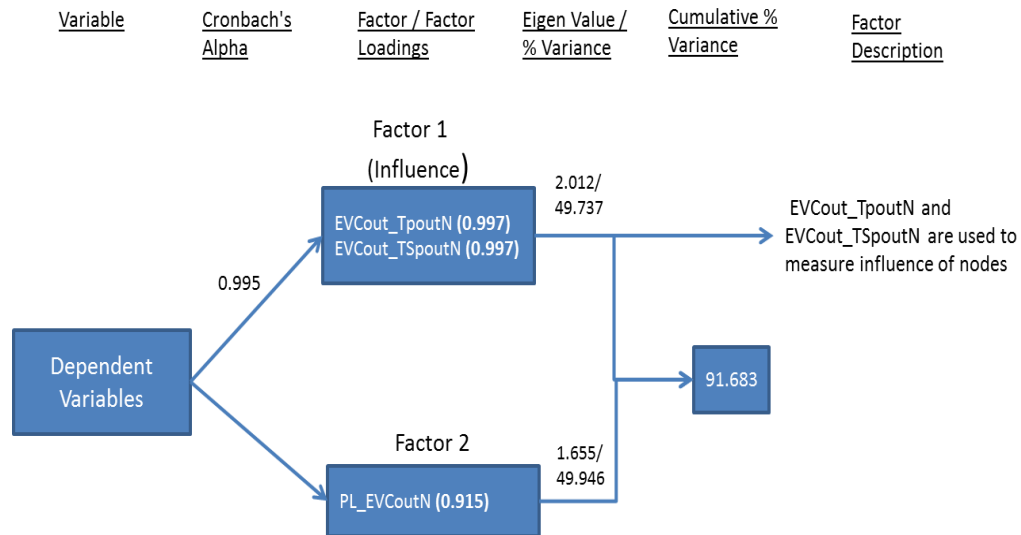 Variable
Cronbach's
Alpha
Factor / Factor
Loadings
Eigen Value /
% Variance
Cumulative %
Variance
Factor
Description
Factor 1
(Influence)
EVCout_TpoutN (0.997)
EVCout_TSpoutN (0.997)
2.012/
49.737
EVCout_TpoutN and
EVCout_TSpoutN are used to
measure influence of nodes
0.995
Dependent
Variables
91.683
Factor 2
PL_EVCoutN (0.915)
1.655/
49.946